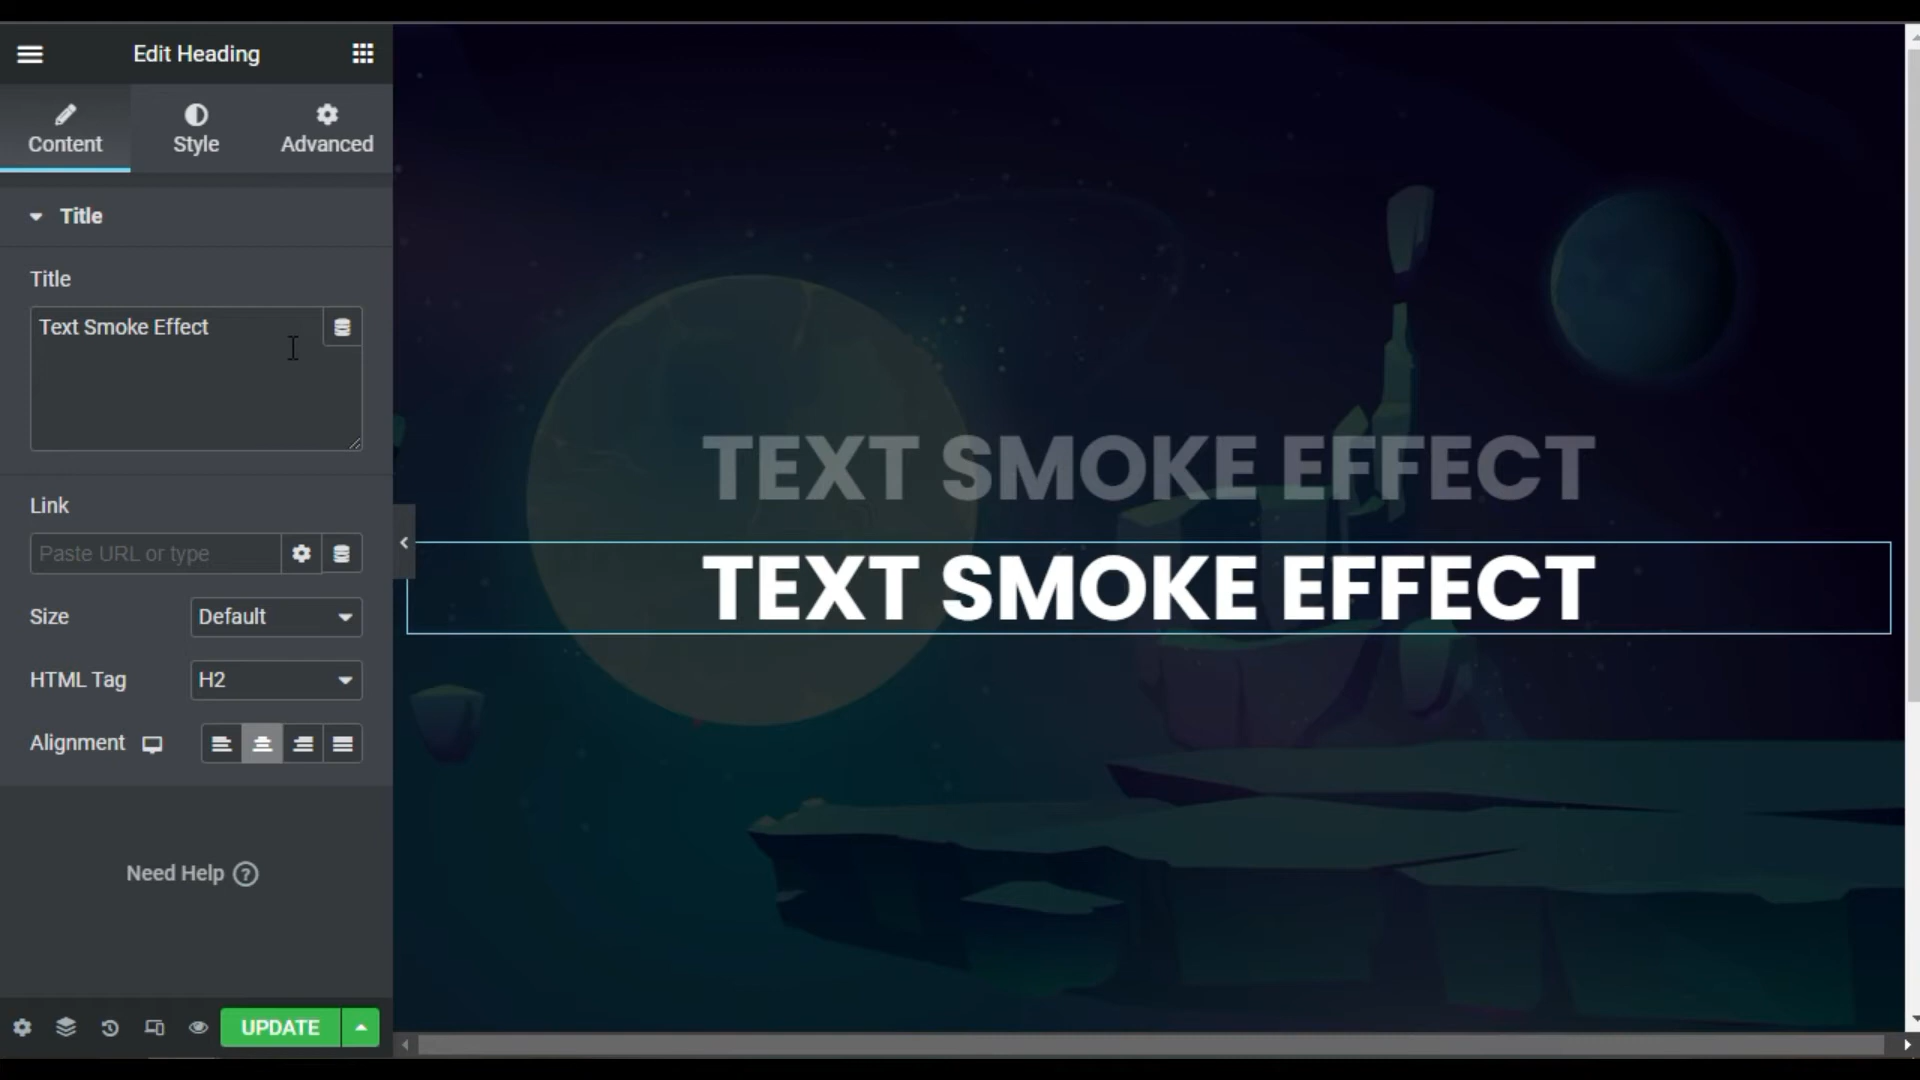 Edit Heading
Content
Style
Advanced
Title
Title
Text Smoke Effect
Link
Paste URL or type
Size
Default
HTML Tag
H2
Alignment
Need Help ?
UPDATE
TEXT SMOKE EFFECT
TEXT SMOKE EFFECT